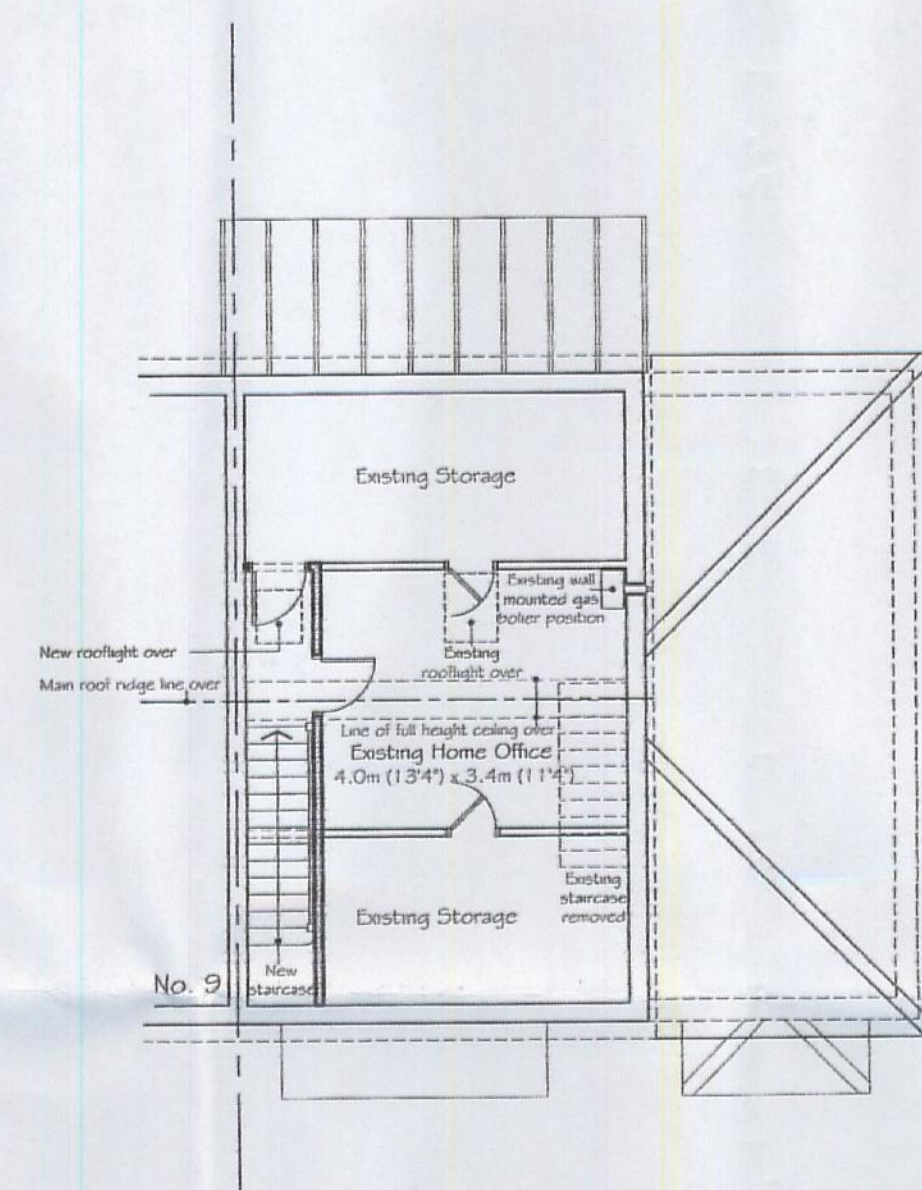 Existing Storage
Existing wall
mounted gas
boiler position
New rooflight over
Existing
rooflight over
Main roof ridge line over
Line of full height ceiling over
Existing Home Office
4.0m (13'4") x 3.4m (11'4")
Existing
staircase
removed
Existing Storage
No. 9
New
staircase